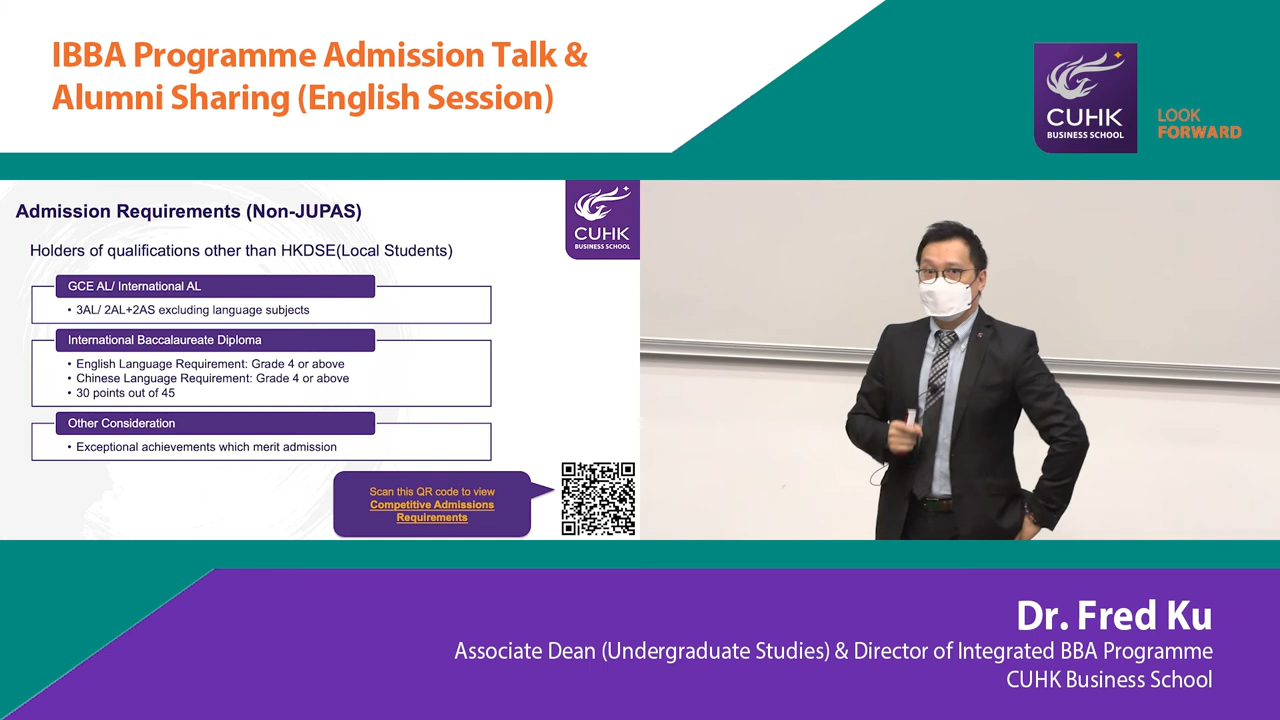 IBBA Programme Admission Talk &
Alumni Sharing (English Session)
CUHK
BUSINESS SCHOOL
LOOK
FORWARD
Admission Requirements (Non-JUPAS)
CUHK
BUSINESS SCHOOL
Holders of qualifications other than HKDSE(Local Students)
GCE AL/ International AL
• 3AL/ 2AL+2AS excluding language subjects
International Baccalaureate Diploma
• English Language Requirement: Grade 4 or above
• Chinese Language Requirement: Grade 4 or above
• 30 points out of 45
Other Consideration
• Exceptional achievements which merit admission
Scan this QR code to view
Competitive Admissions
Requirements
Dr. Fred Ku
Associate Dean (Undergraduate Studies) & Director of Integrated BBA Programme
CUHK Business School